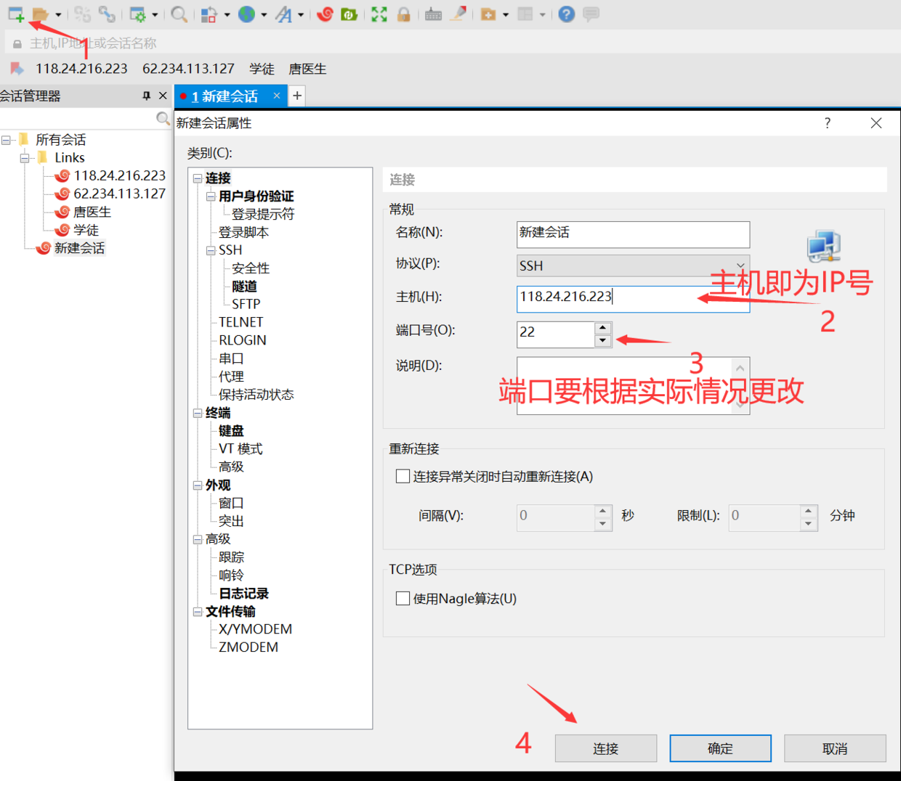 1
主机,IP地址或会话名称
118.24.216.223 62.234.113.127 学徒 唐医生
会话管理器
1 新建会话 × +
所有会话
Links
118.24.216.223
62.234.113.127
唐医生
学徒
新建会话
新建会话属性
?
类别(C):
连接
用户身份验证
登录提示符
登录脚本
SSH
安全性
隧道
SFTP
TELNET
RLOGIN
串口
代理
保持活动状态
终端
键盘
VT 模式
高级
外观
窗口
突出
高级
跟踪
响铃
日志记录
文件传输
X/YMODEM
ZMODEM
连接
常规
名称(N): 新建会话
协议(P): SSH
主机(H): 118.24.216.223
主机即为IP号
2
端口号(O): 22
3
说明(D):
端口要根据实际情况更改
重新连接
连接异常关闭时自动重新连接(A)
间隔(V): 0 秒 限制(L): 0 分钟
TCP选项
使用Nagle算法(U)
4
连接 确定 取消